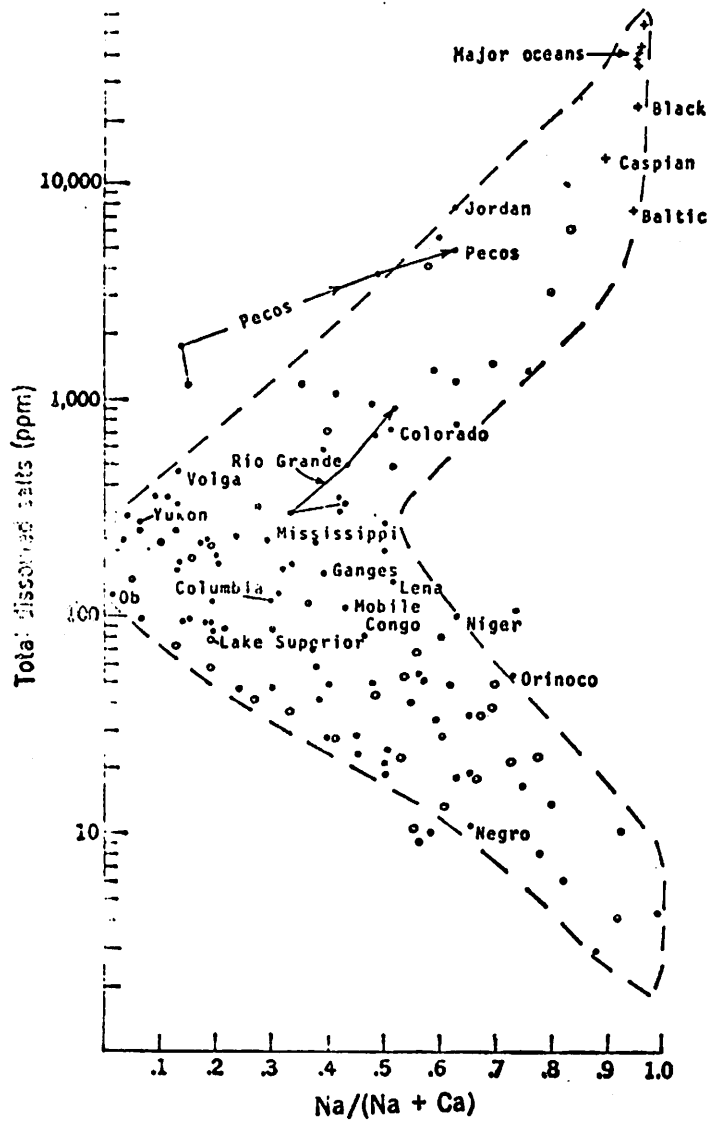 Major oceans
Black
Caspian
10,000
Jordan
Baltic
Pecos
Pecos
1,000
Colorado
Rio Grande
Volga
Yukon
Mississippi
Ganges
Ob
Columbia
Lena
100
Mobile
Congo
Niger
Lake Superior
Orinoco
10
Negro
Total dissolved salts (ppm)
.1 .2 .3 .4 .5 .6 .7 .8 .9 1.0
Na/(Na + Ca)